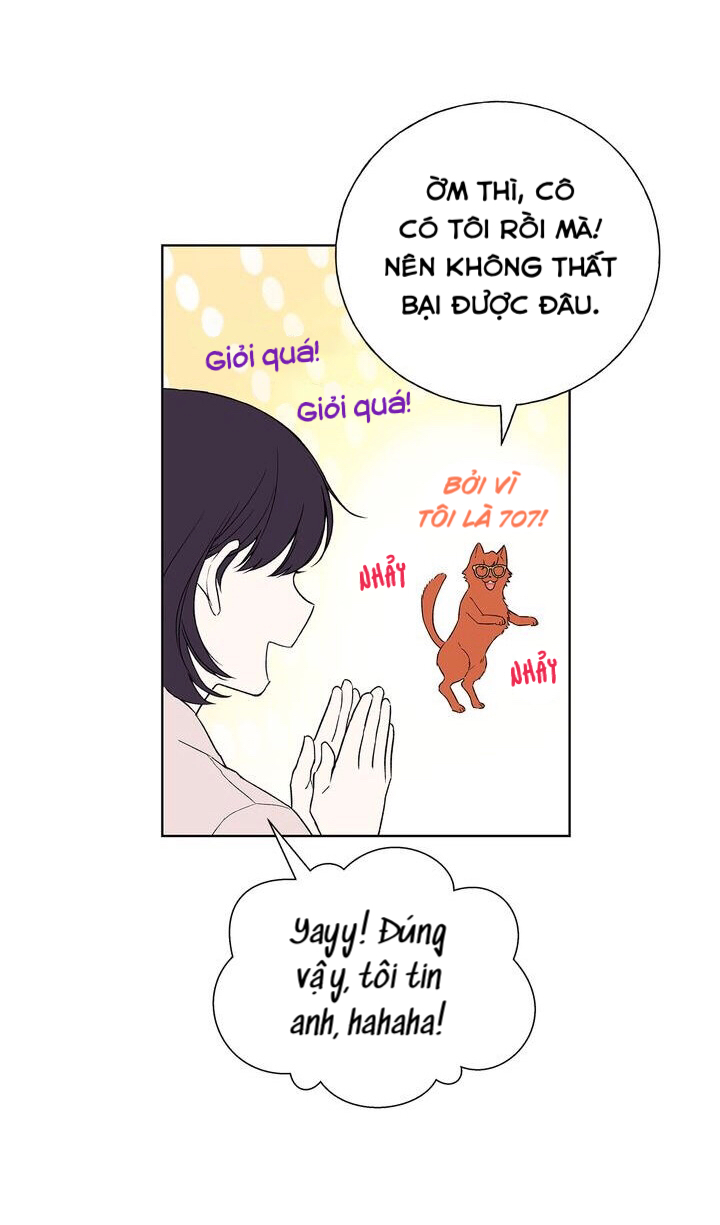 ỜM THÌ, CÔ
CÓ TÔI RỒI MÀ!
NÊN KHÔNG THẤT
BẠI ĐƯỢC ĐÂU.
Giỏi quá!
Giỏi quá!
BỞI VÌ
TÔI LÀ 707!
NHẢY
NHẢY
Yayy! Đúng
vậy, tôi tin
anh, hahaha!